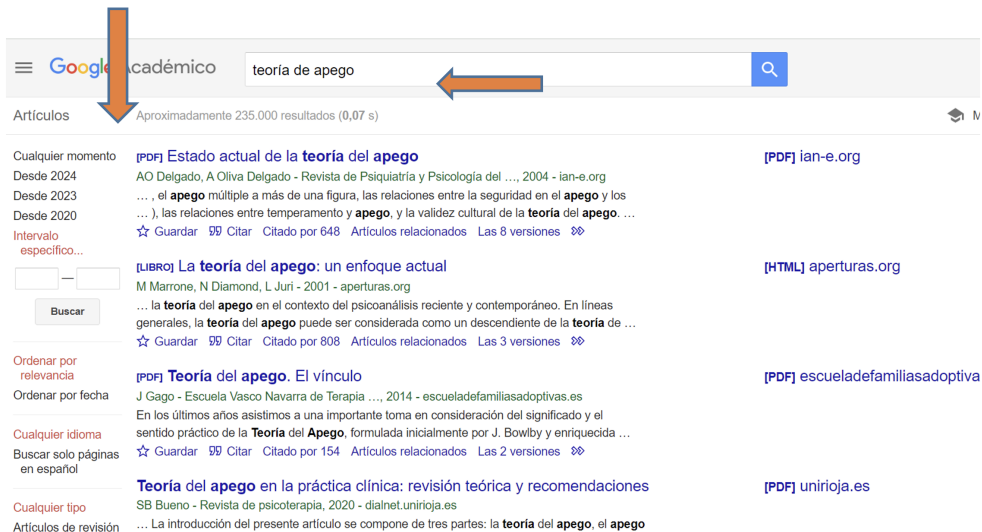 Google Académico
teoría de apego
Artículos
Aproximadamente 235.000 resultados (0,07 s)
M
Cualquier momento
Desde 2024
Desde 2023
Desde 2020
Intervalo
específico...
—
Buscar
Ordenar por
relevancia
Ordenar por fecha
Cualquier idioma
Buscar solo páginas
en español
Cualquier tipo
Artículos de revisión
[PDF] Estado actual de la teoría del apego
AO Delgado, A Oliva Delgado - Revista de Psiquiatría y Psicología del …, 2004 - ian-e.org
… , el apego múltiple a más de una figura, las relaciones entre la seguridad en el apego y los
… ), las relaciones entre temperamento y apego, y la validez cultural de la teoría del apego. …
Guardar Citar Citado por 648 Artículos relacionados Las 8 versiones
[PDF] ian-e.org
[LIBRO] La teoría del apego: un enfoque actual
M Marrone, N Diamond, L Juri - 2001 - aperturas.org
… la teoría del apego en el contexto del psicoanálisis reciente y contemporáneo. En líneas
generales, la teoría del apego puede ser considerada como un descendiente de la teoría de …
Guardar Citar Citado por 808 Artículos relacionados Las 3 versiones
[HTML] aperturas.org
[PDF] Teoría del apego. El vínculo
J Gago - Escuela Vasco Navarra de Terapia …, 2014 - escueladefamiliasadoptivas.es
En los últimos años asistimos a una importante toma en consideración del significado y el
sentido práctico de la Teoría del Apego, formulada inicialmente por J. Bowlby y enriquecida …
Guardar Citar Citado por 154 Artículos relacionados Las 2 versiones
[PDF] escueladefamiliasadoptiva
Teoría del apego en la práctica clínica: revisión teórica y recomendaciones
SB Bueno - Revista de psicoterapia, 2020 - dialnet.unirioja.es
… La introducción del presente artículo se compone de tres partes: la teoría del apego, el apego
[PDF] unirioja.es